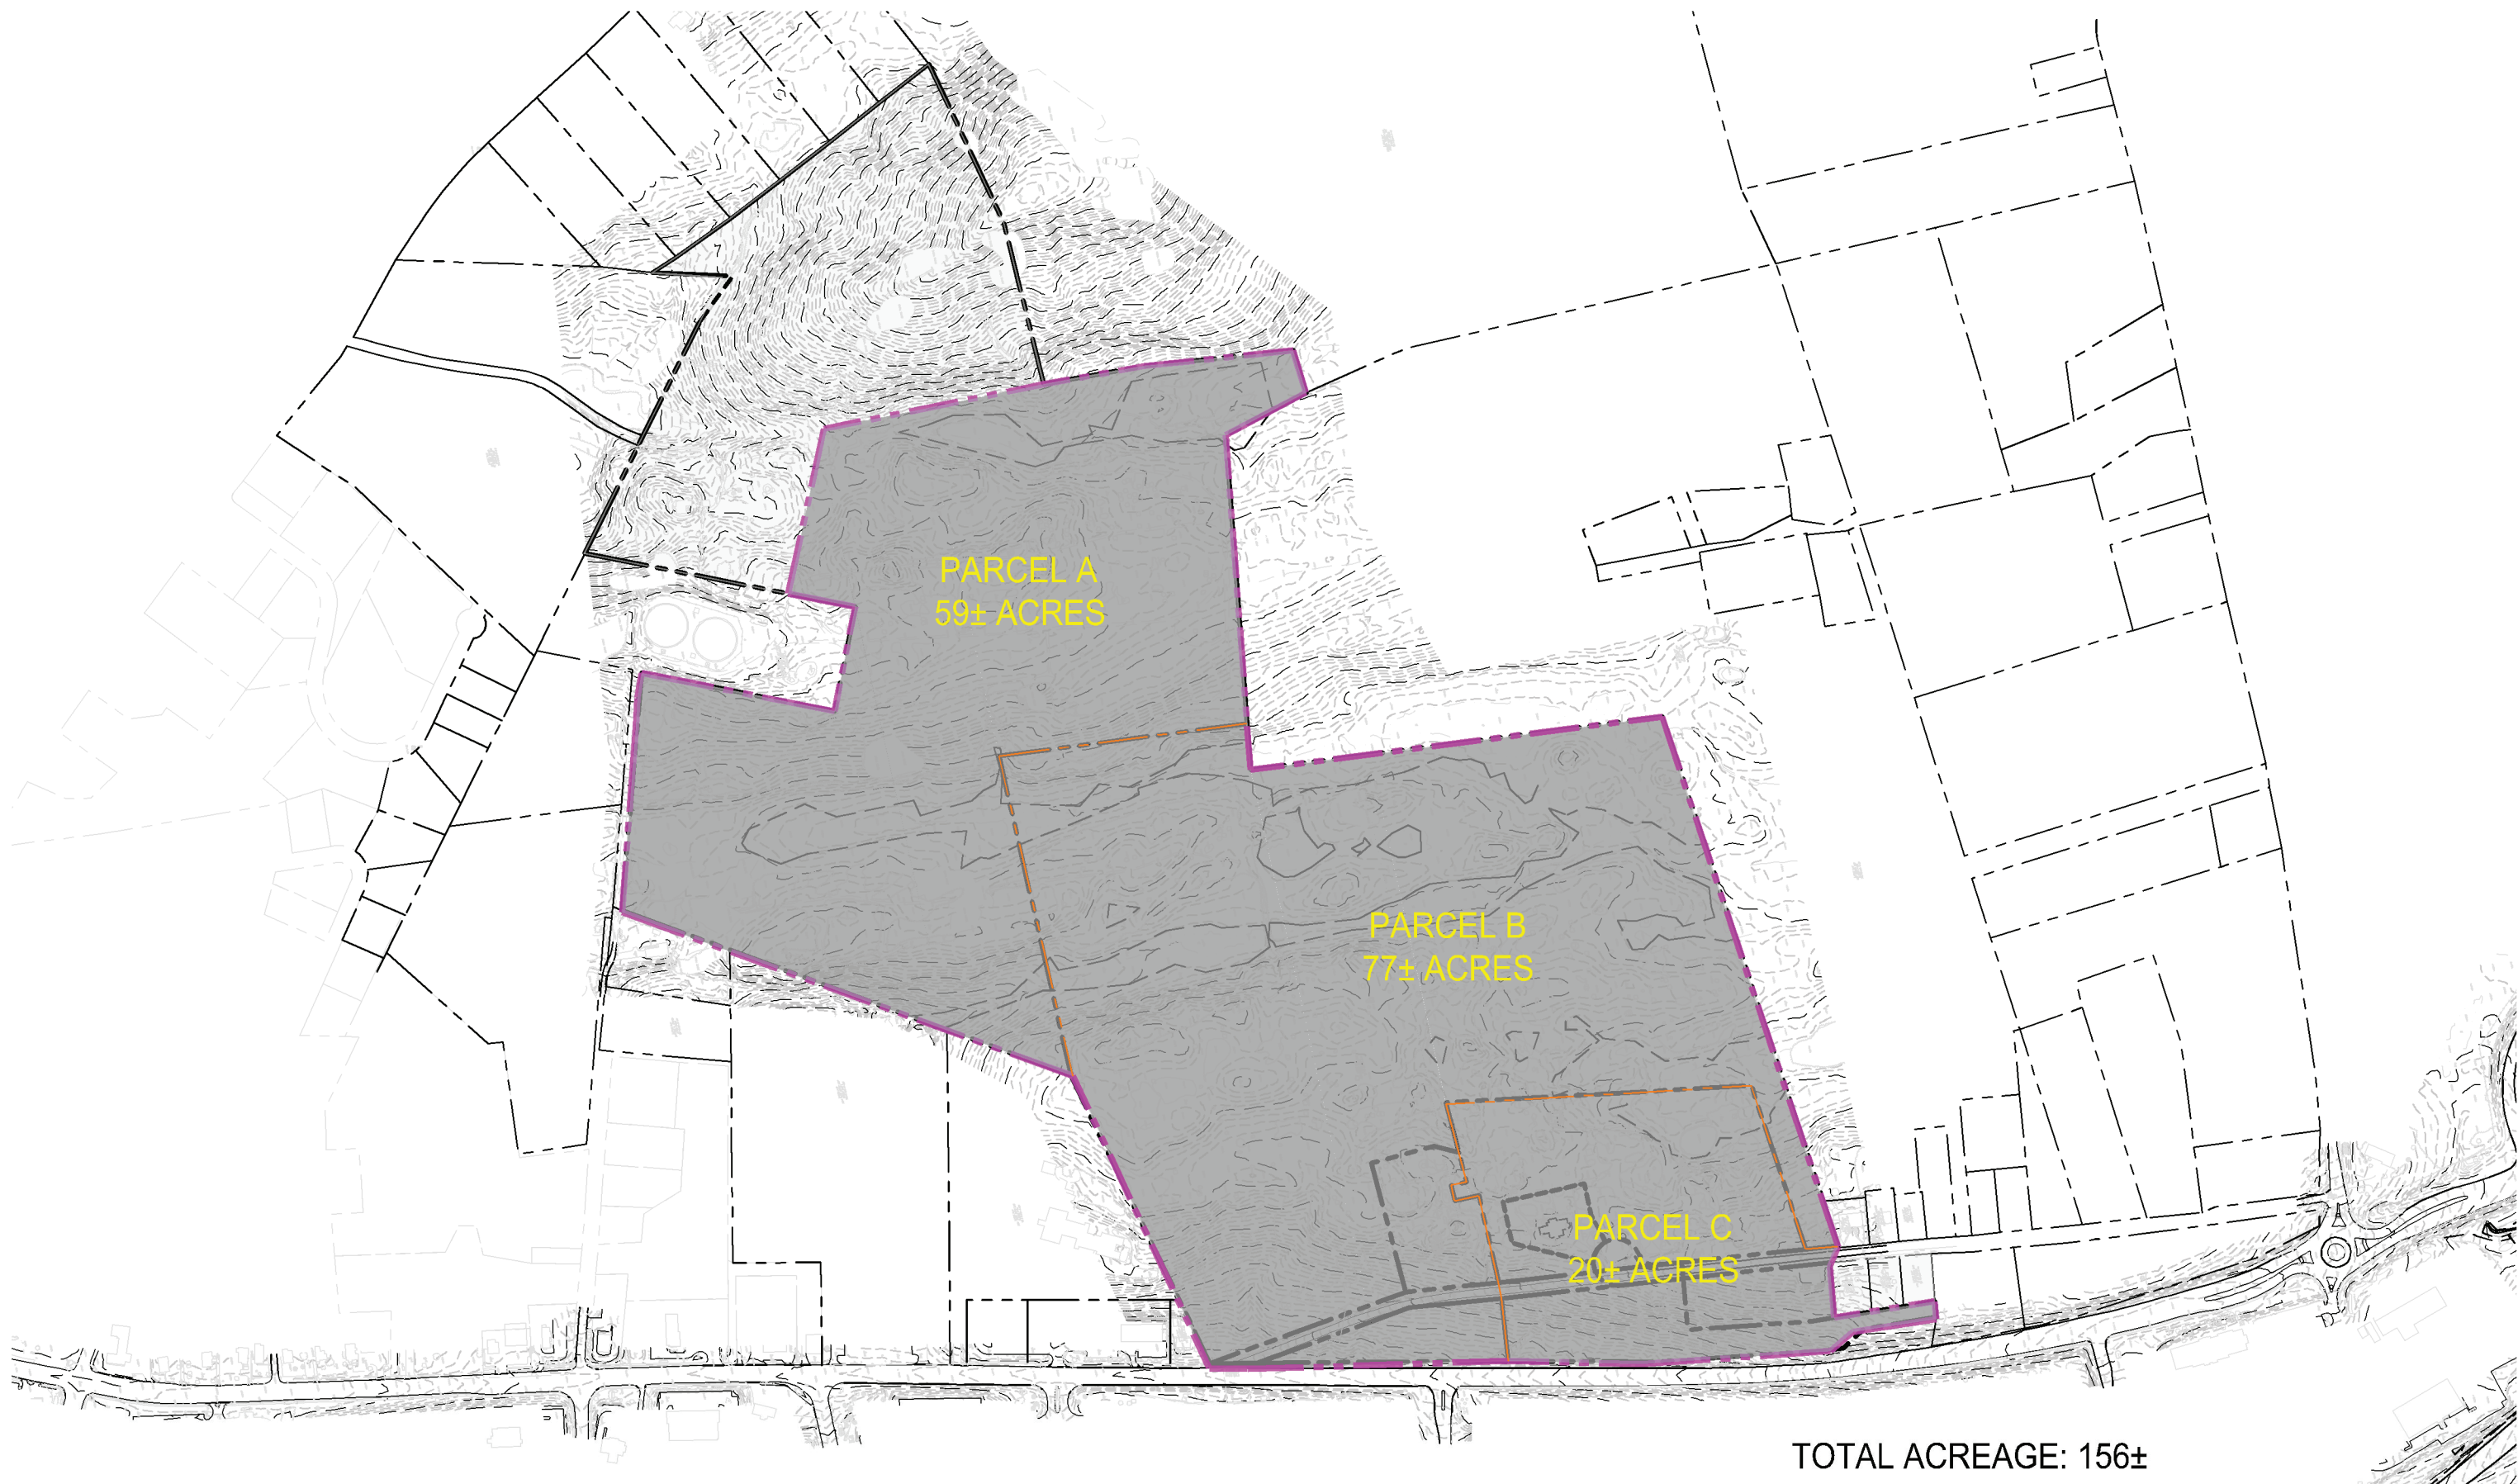 PARCEL A
59± ACRES
PARCEL B
77± ACRES
PARCEL C
20± ACRES
TOTAL ACREAGE: 156±